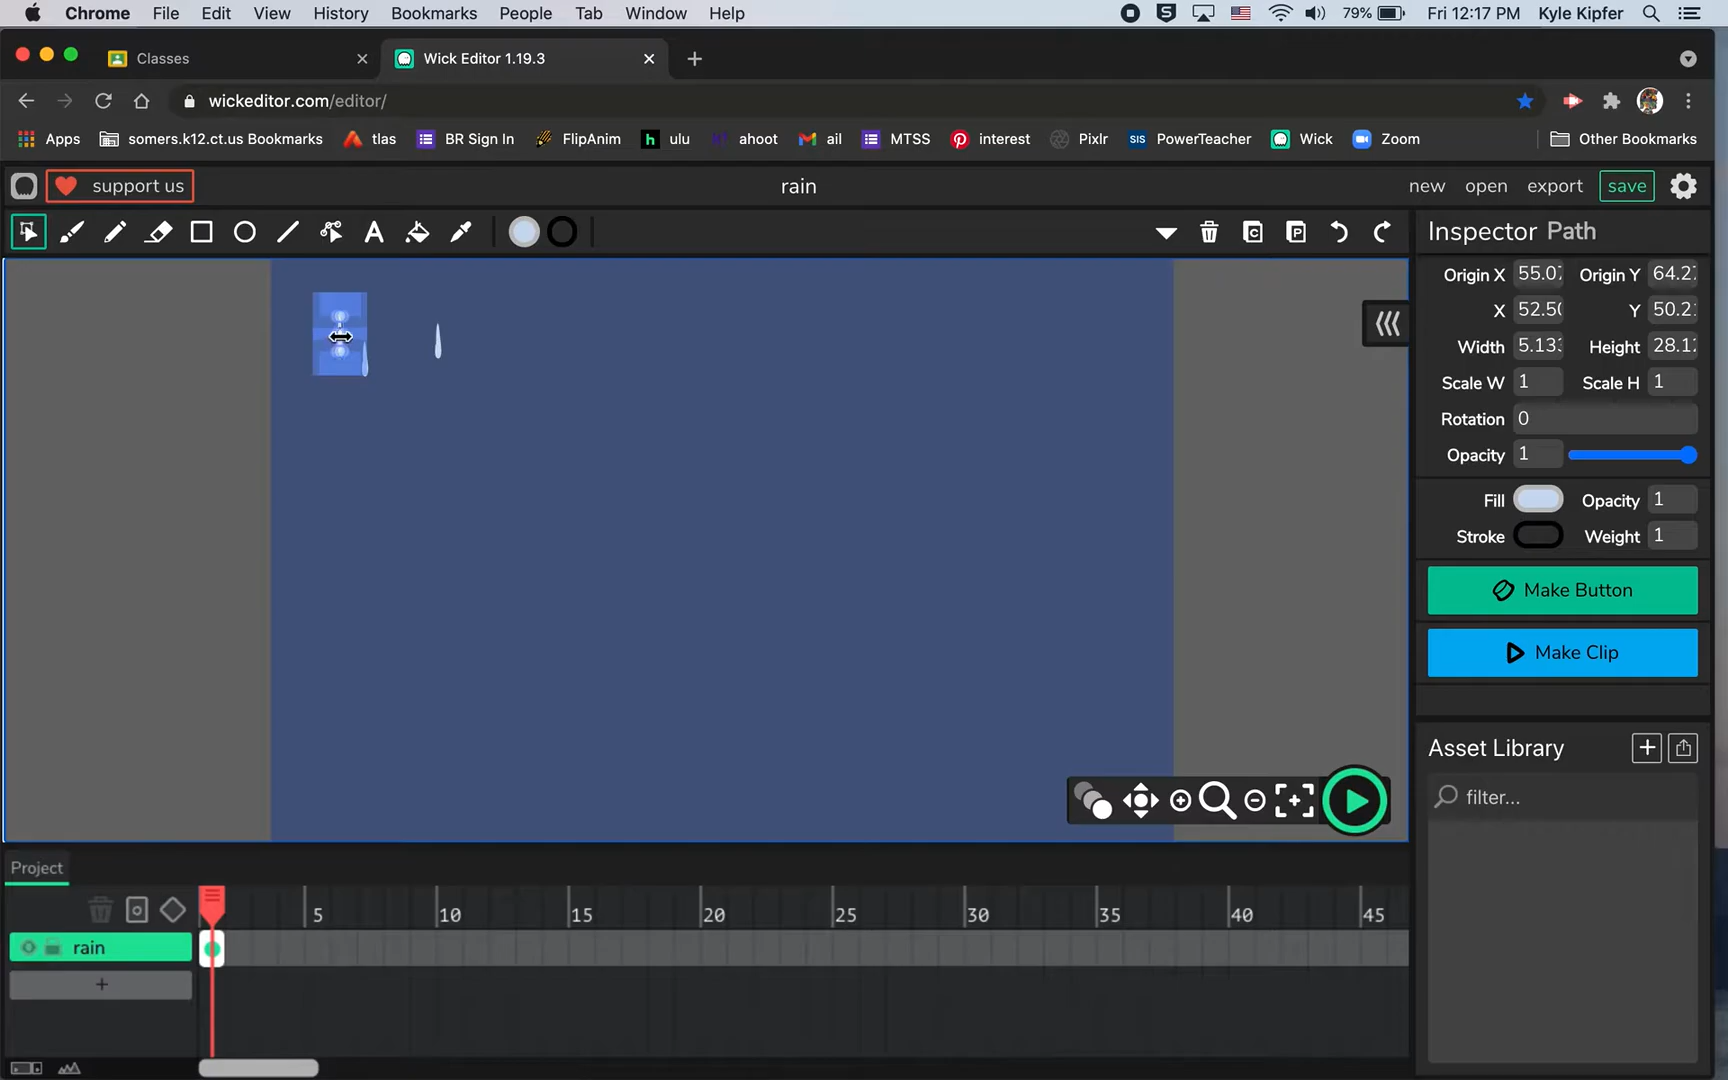 Chrome File Edit View History Bookmarks People Tab Window Help 79% Fri 12:17 PM Kyle Kipfer
Classes Wick Editor 1.19.3
wickeditor.com/editor/
Apps somers.k12.ct.us Bookmarks tlas BR Sign In FlipAnim ulu ahoot ail MTSS interest Pixlr SIS PowerTeacher Wick Zoom Other Bookmarks
support us rain new open export save
Inspector Path
Origin X 55.0 Origin Y 64.2
X 52.5 Y 50.2
Width 5.13 Height 28.1
Scale W 1 Scale H 1
Rotation 0
Opacity 1
Fill Opacity 1
Stroke Weight 1
Make Button
Make Clip
Asset Library
filter...
Project
5 10 15 20 25 30 35 40 45
rain